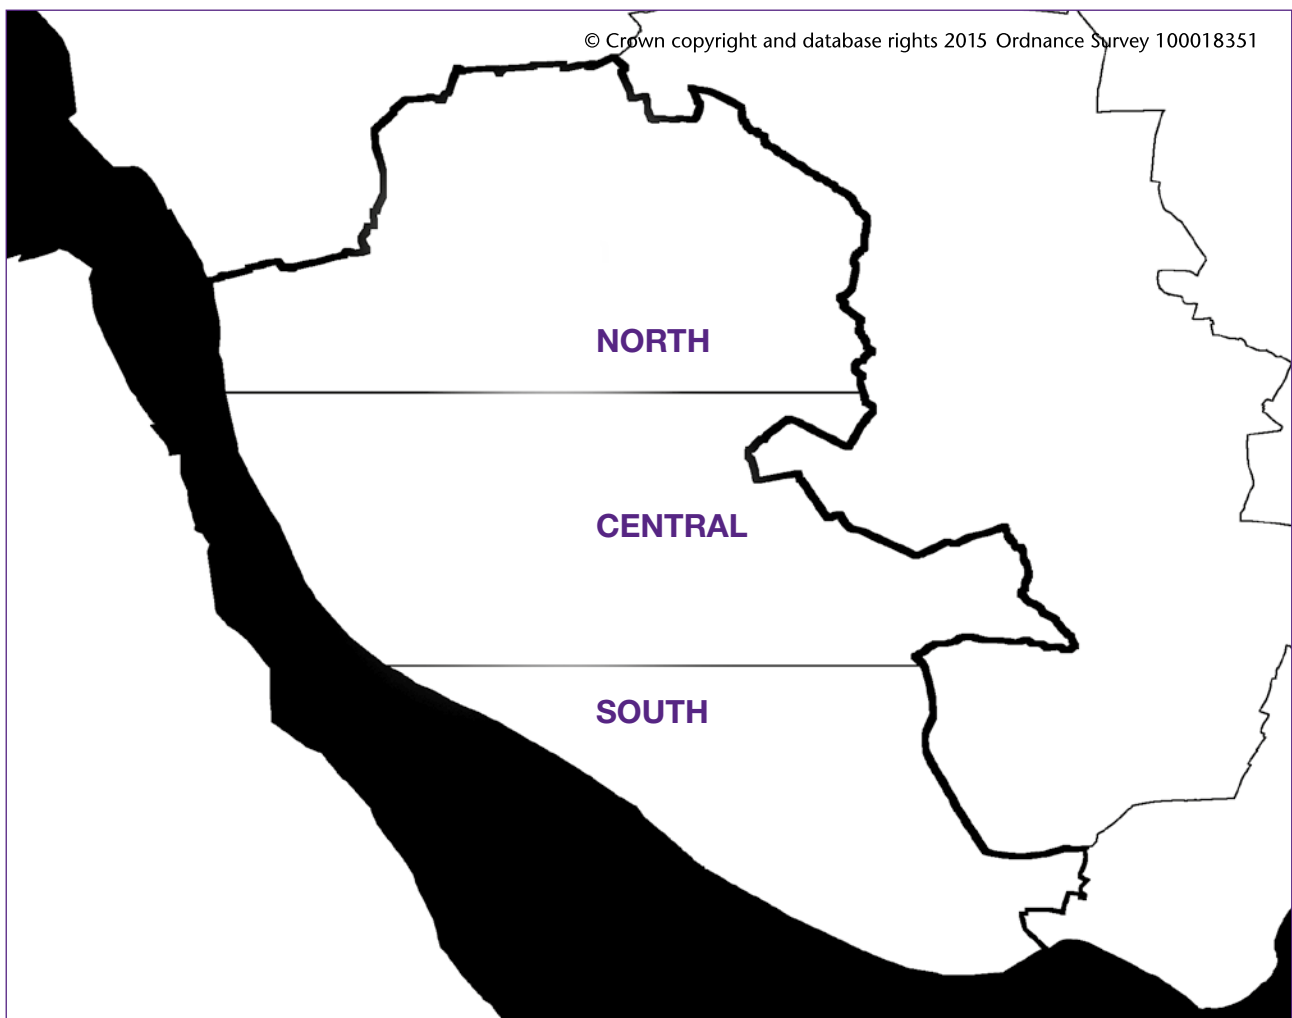 © Crown copyright and database rights 2015 Ordnance Survey 100018351
NORTH
CENTRAL
SOUTH